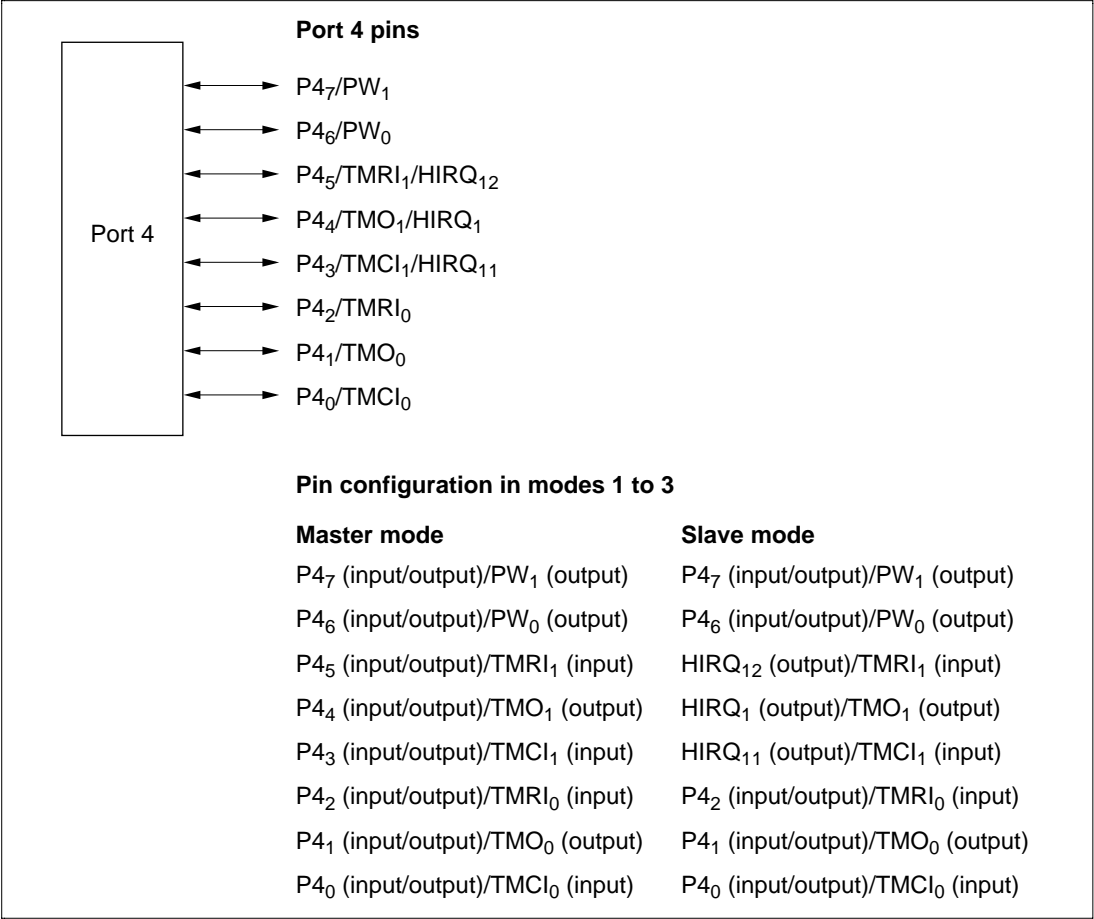 Port 4 pins
P4₇/PW₁
P4₆/PW₀
P4₅/TMRI₁/HIRQ₁₂
P4₄/TMO₁/HIRQ₁
Port 4
P4₃/TMCI₁/HIRQ₁₁
P4₂/TMRI₀
P4₁/TMO₀
P4₀/TMCI₀
Pin configuration in modes 1 to 3
Master mode Slave mode
P4₇ (input/output)/PW₁ (output) P4₇ (input/output)/PW₁ (output)
P4₆ (input/output)/PW₀ (output) P4₆ (input/output)/PW₀ (output)
P4₅ (input/output)/TMRI₁ (input) HIRQ₁₂ (output)/TMRI₁ (input)
P4₄ (input/output)/TMO₁ (output) HIRQ₁ (output)/TMO₁ (output)
P4₃ (input/output)/TMCI₁ (input) HIRQ₁₁ (output)/TMCI₁ (input)
P4₂ (input/output)/TMRI₀ (input) P4₂ (input/output)/TMRI₀ (input)
P4₁ (input/output)/TMO₀ (output) P4₁ (input/output)/TMO₀ (output)
P4₀ (input/output)/TMCI₀ (input) P4₀ (input/output)/TMCI₀ (input)